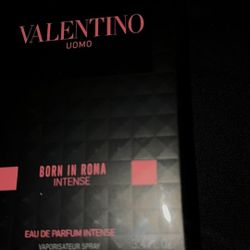 VALENTINO
UOMO
BORN IN ROMA
INTENSE
EAU DE PARFUM INTENSE
VAPORISATEUR SPRAY